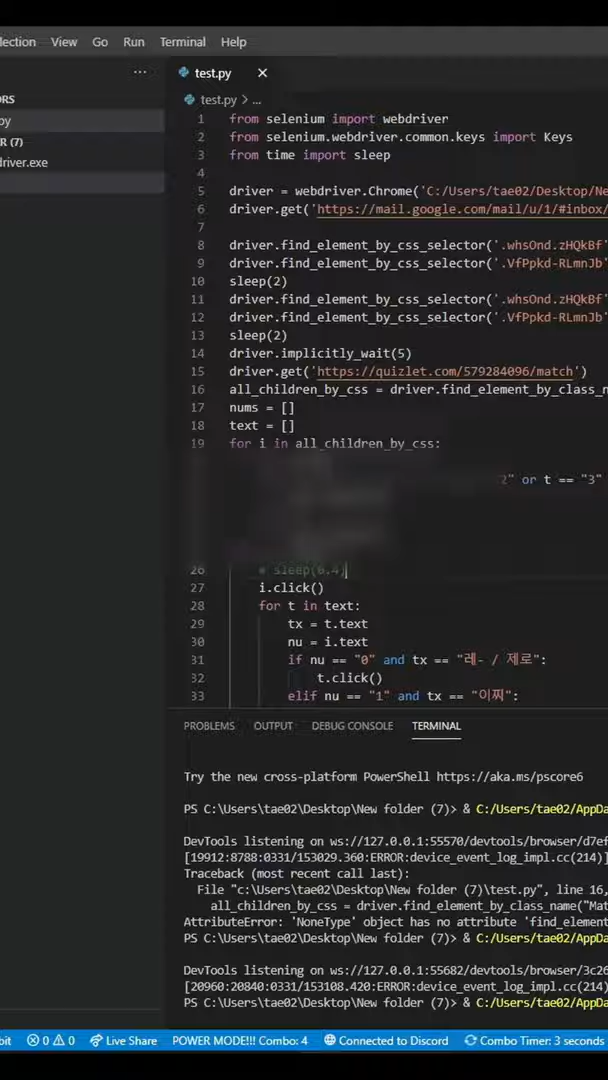 lection View Go Run Terminal Help
... test.py ×
ORS
test.py > ...
py
R (7)
driver.exe
1 from selenium import webdriver
2 from selenium.webdriver.common.keys import Keys
3 from time import sleep
4
5 driver = webdriver.Chrome('C:/Users/tae02/Desktop/Ne
6 driver.get('https://mail.google.com/mail/u/1/#inbox/
7
8 driver.find_element_by_css_selector('.whsOnd.zHQkBf'
9 driver.find_element_by_css_selector('.VfPpkd-RLmnJb'
10 sleep(2)
11 driver.find_element_by_css_selector('.whsOnd.zHQkBf'
12 driver.find_element_by_css_selector('.VfPpkd-RLmnJb'
13 sleep(2)
14 driver.implicitly_wait(5)
15 driver.get('https://quizlet.com/579284096/match')
16 all_children_by_css = driver.find_element_by_class_n
17 nums = []
18 text = []
19 for i in all_children_by_css:
2" or t == "3"
26 # sleep(0.4)
27 i.click()
28 for t in text:
29 tx = t.text
30 nu = i.text
31 if nu == "0" and tx == "레- / 제로":
32 t.click()
33 elif nu == "1" and tx == "이찌":
PROBLEMS OUTPUT DEBUG CONSOLE TERMINAL
Try the new cross-platform PowerShell https://aka.ms/pscore6
PS C:\Users\tae02\Desktop\New folder (7)> & C:/Users/tae02/AppDa
DevTools listening on ws://127.0.0.1:55570/devtools/browser/d7ef
[19912:8788:0331/153029.360:ERROR:device_event_log_impl.cc(214)]
Traceback (most recent call last):
File "c:\Users\tae02\Desktop\New folder (7)\test.py", line 16,
all_children_by_css = driver.find_element_by_class_name("Mat
AttributeError: 'NoneType' object has no attribute 'find_element
PS C:\Users\tae02\Desktop\New folder (7)> & C:/Users/tae02/AppDa
DevTools listening on ws://127.0.0.1:55682/devtools/browser/3c26
[20960:20840:0331/153108.420:ERROR:device_event_log_impl.cc(214)
PS C:\Users\tae02\Desktop\New folder (7)> & C:/Users/tae02/AppDa
bit 0 0 Live Share POWER MODE!!! Combo: 4 Connected to Discord Combo Timer: 3 seconds